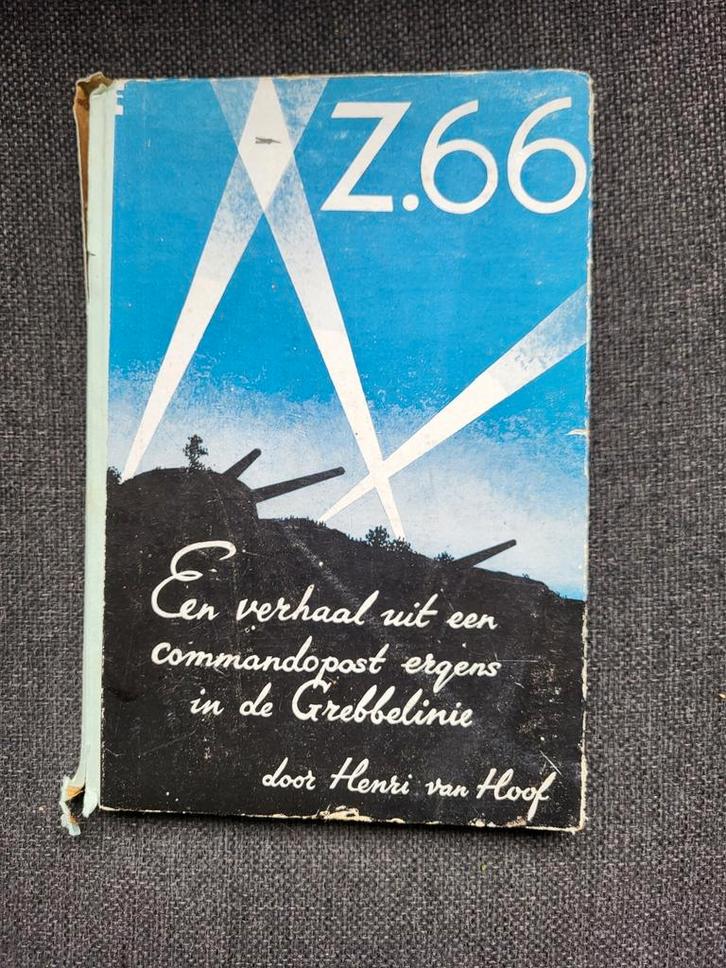 Z.66
Een verhaal uit een
commandopost ergens
in de Grebbelinie
door Henri van Hoof